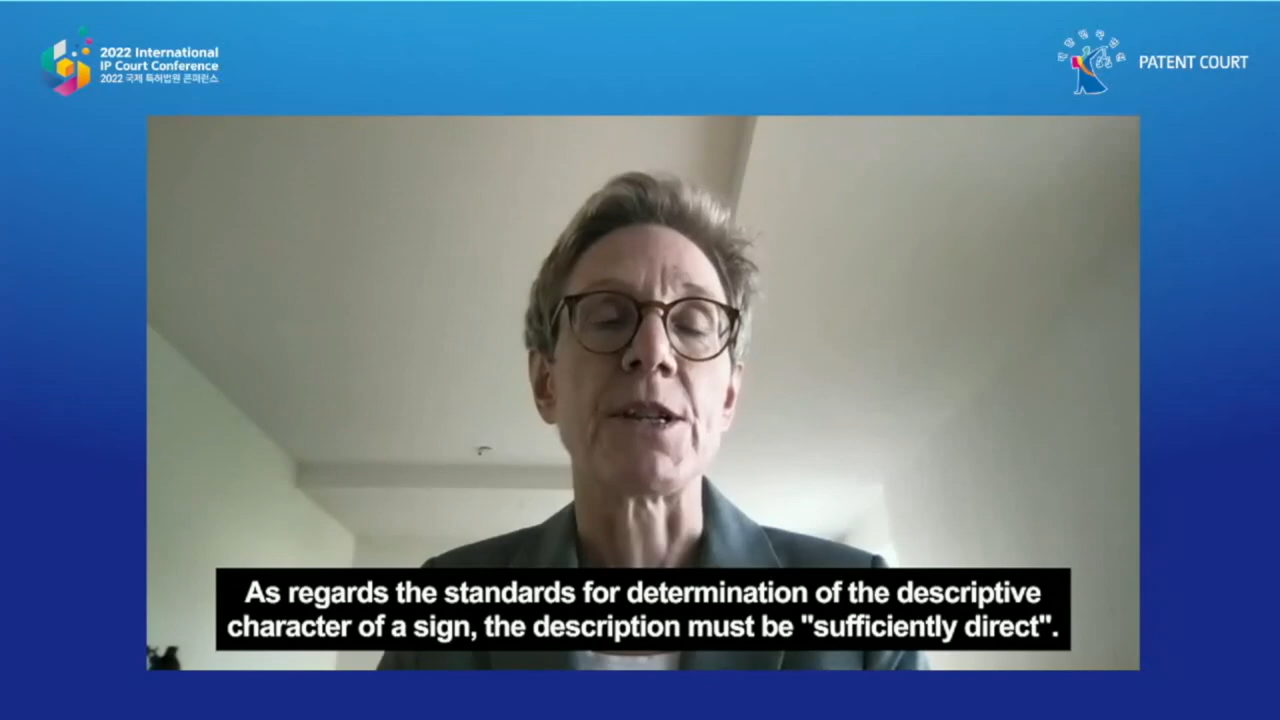 2022 International
IP Court Conference
2022 국제 특허법원 콘퍼런스
PATENT COURT
As regards the standards for determination of the descriptive
character of a sign, the description must be "sufficiently direct".